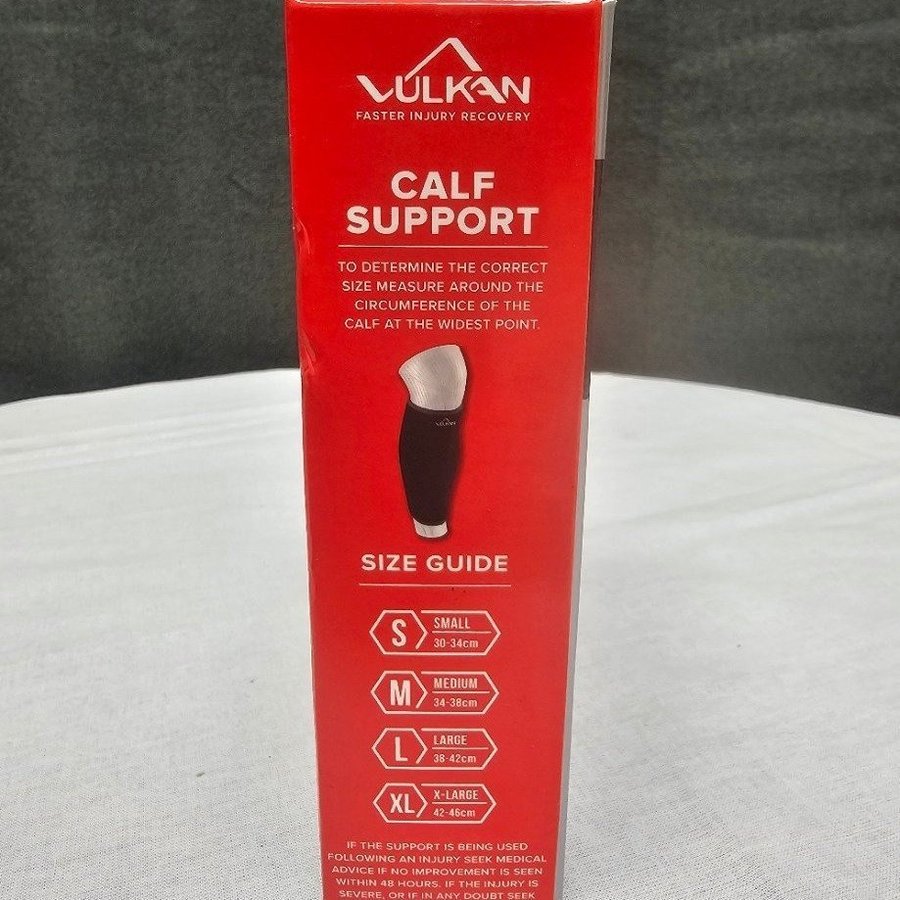 VULKAN
FASTER INJURY RECOVERY
CALF
SUPPORT
TO DETERMINE THE CORRECT
SIZE MEASURE AROUND THE
CIRCUMFERENCE OF THE
CALF AT THE WIDEST POINT.
VULKAN
SIZE GUIDE
S SMALL
30-34cm
M MEDIUM
34-38cm
L LARGE
38-42cm
XL X-LARGE
42-46cm
IF THE SUPPORT IS BEING USED
FOLLOWING AN INJURY SEEK MEDICAL
ADVICE IF NO IMPROVEMENT IS SEEN
WITHIN 48 HOURS. IF THE INJURY IS
SEVERE, OR IF IN ANY DOUBT SEEK